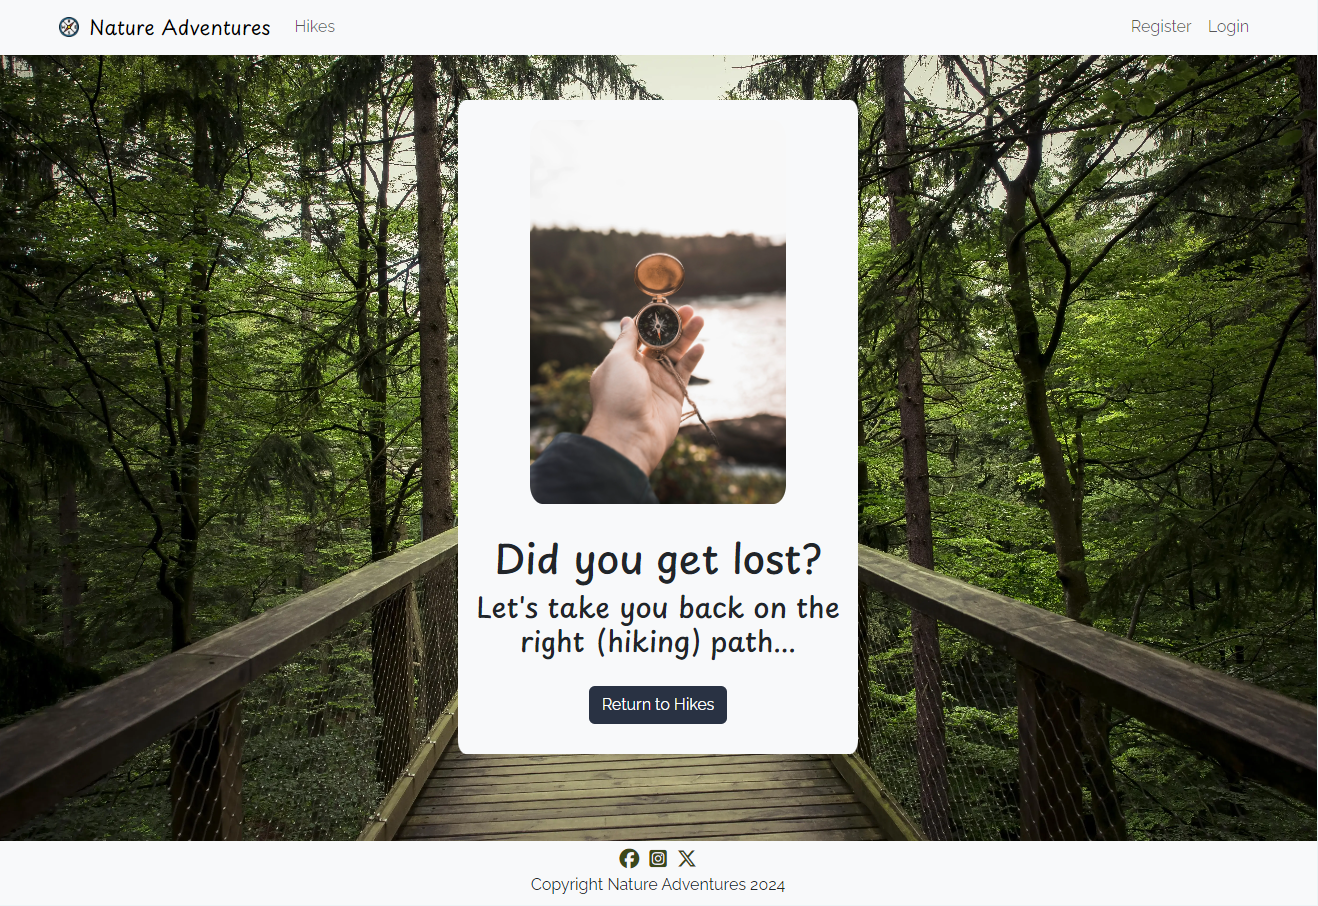 Nature Adventures
Hikes
Register
Login
Did you get lost?
Let's take you back on the
right (hiking) path...
Return to Hikes
Copyright Nature Adventures 2024